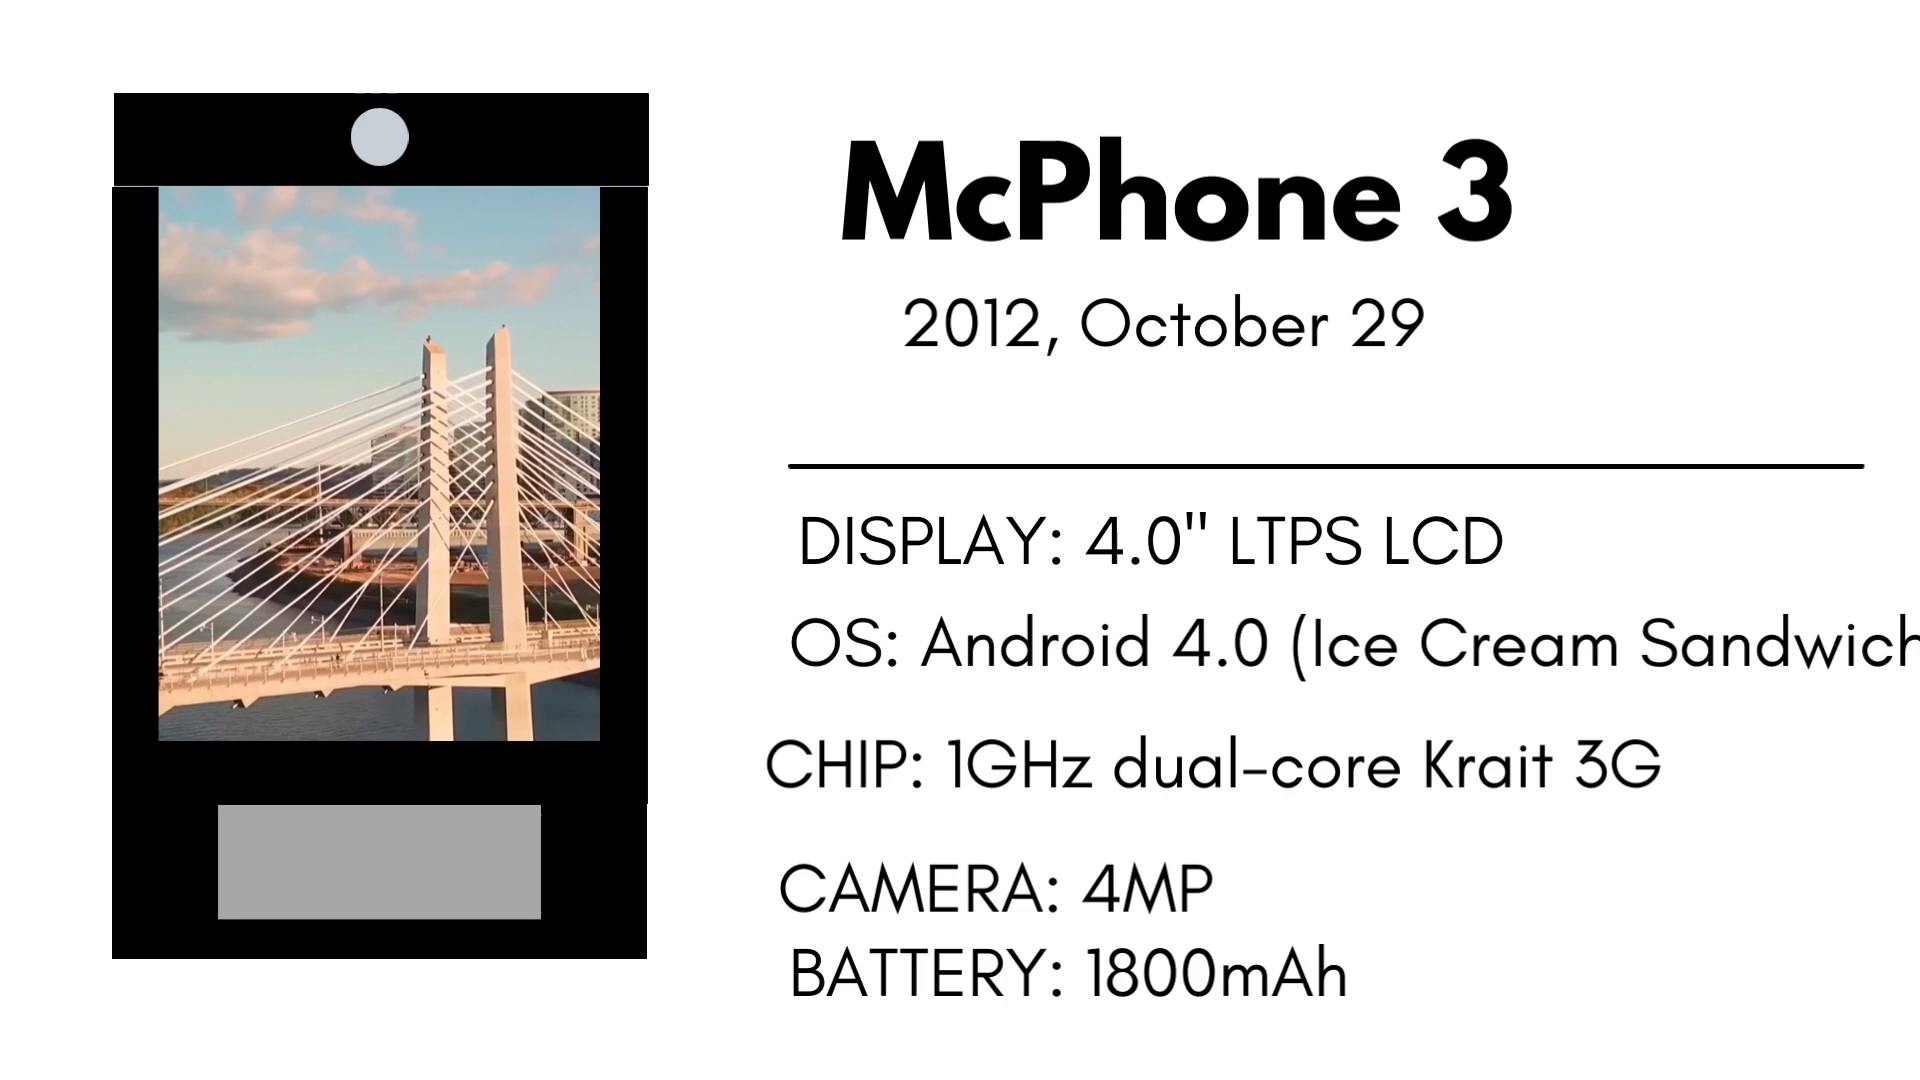 McPhone 3
2012, October 29
DISPLAY: 4.0" LTPS LCD
OS: Android 4.0 (Ice Cream Sandwich
CHIP: 1GHz dual-core Krait 3G
CAMERA: 4MP
BATTERY: 1800mAh